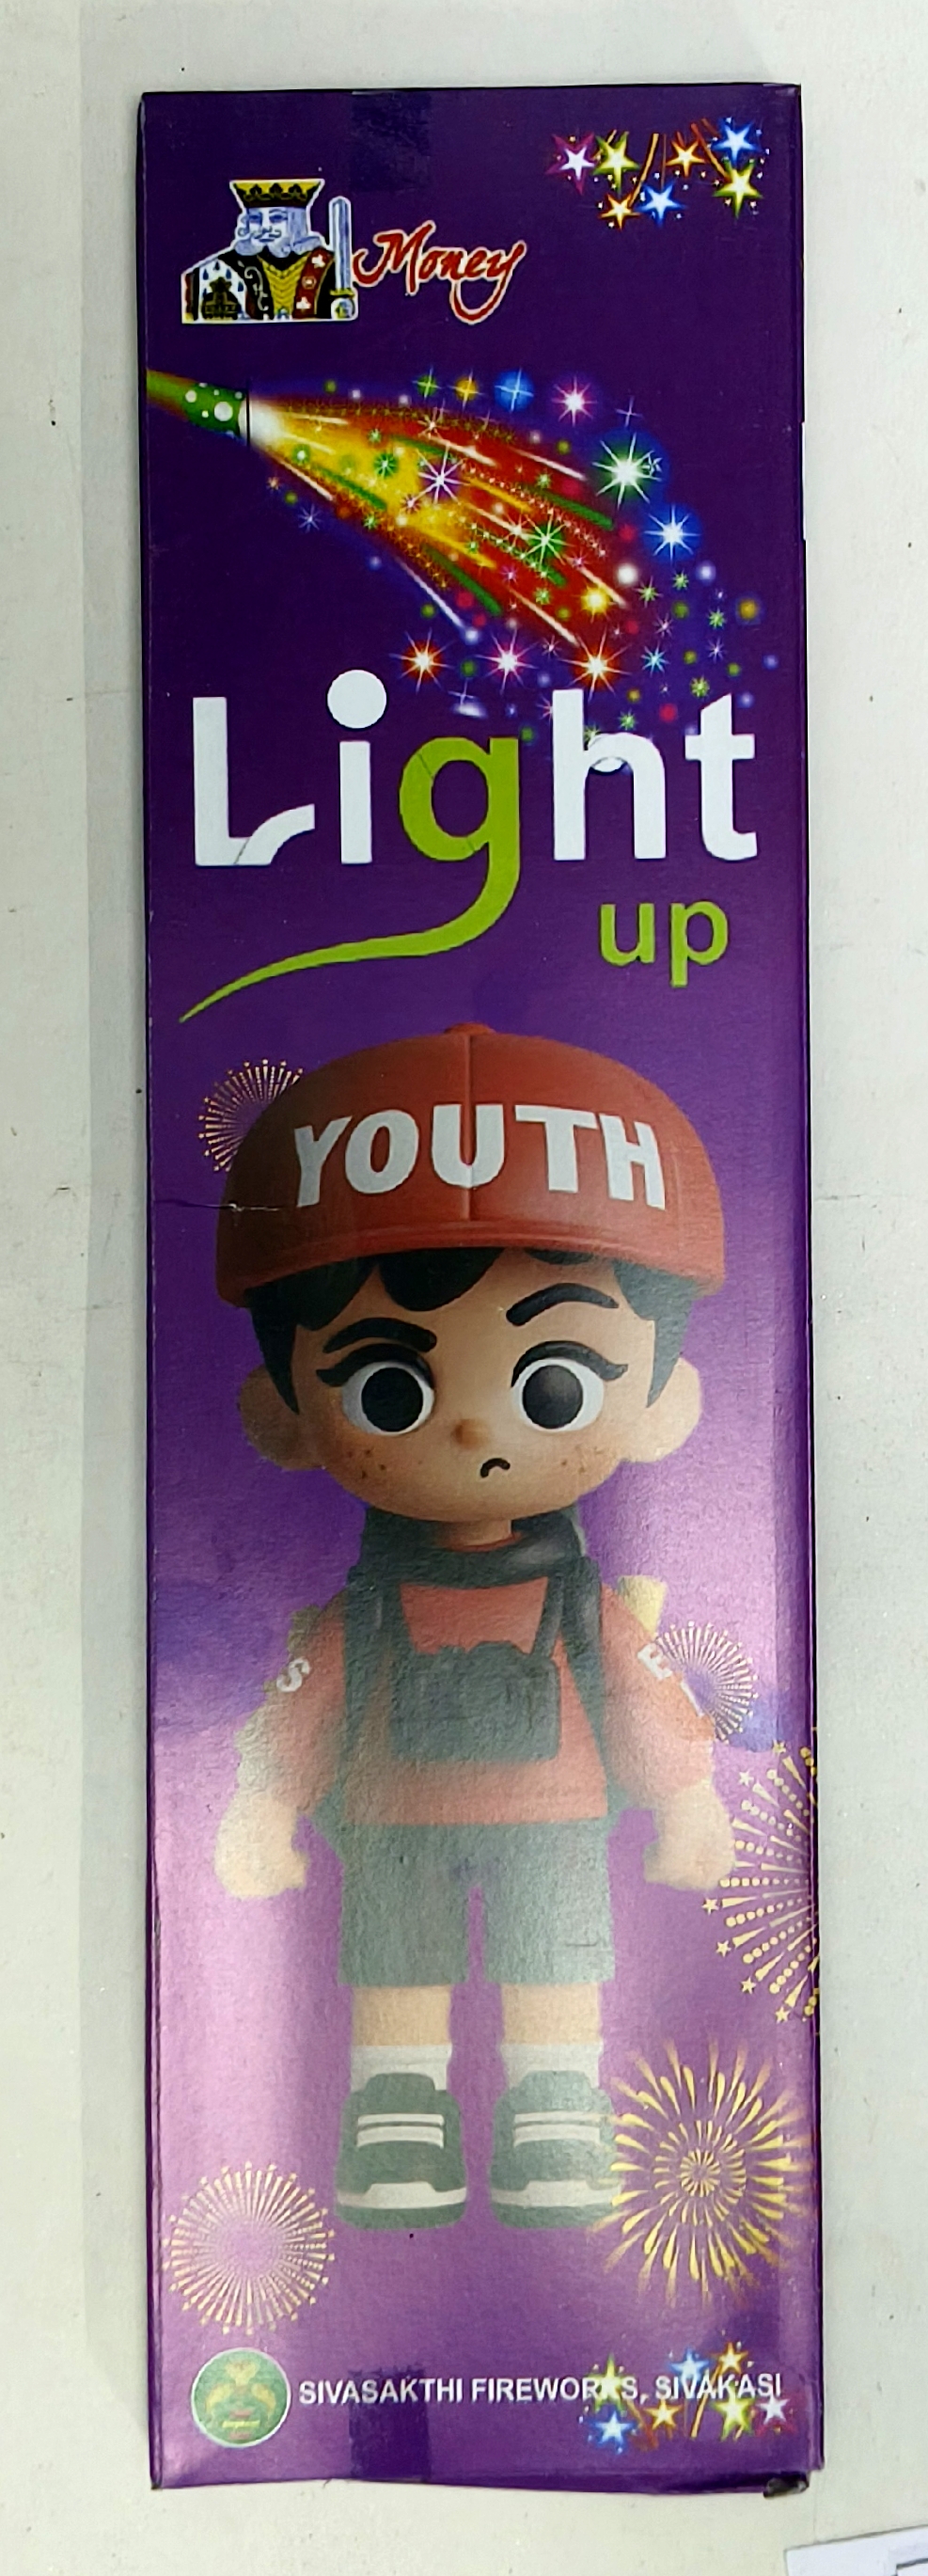 Money
Light
up
YOUTH
S
E
SIVASAKTHI FIREWORKS, SIVAKASI